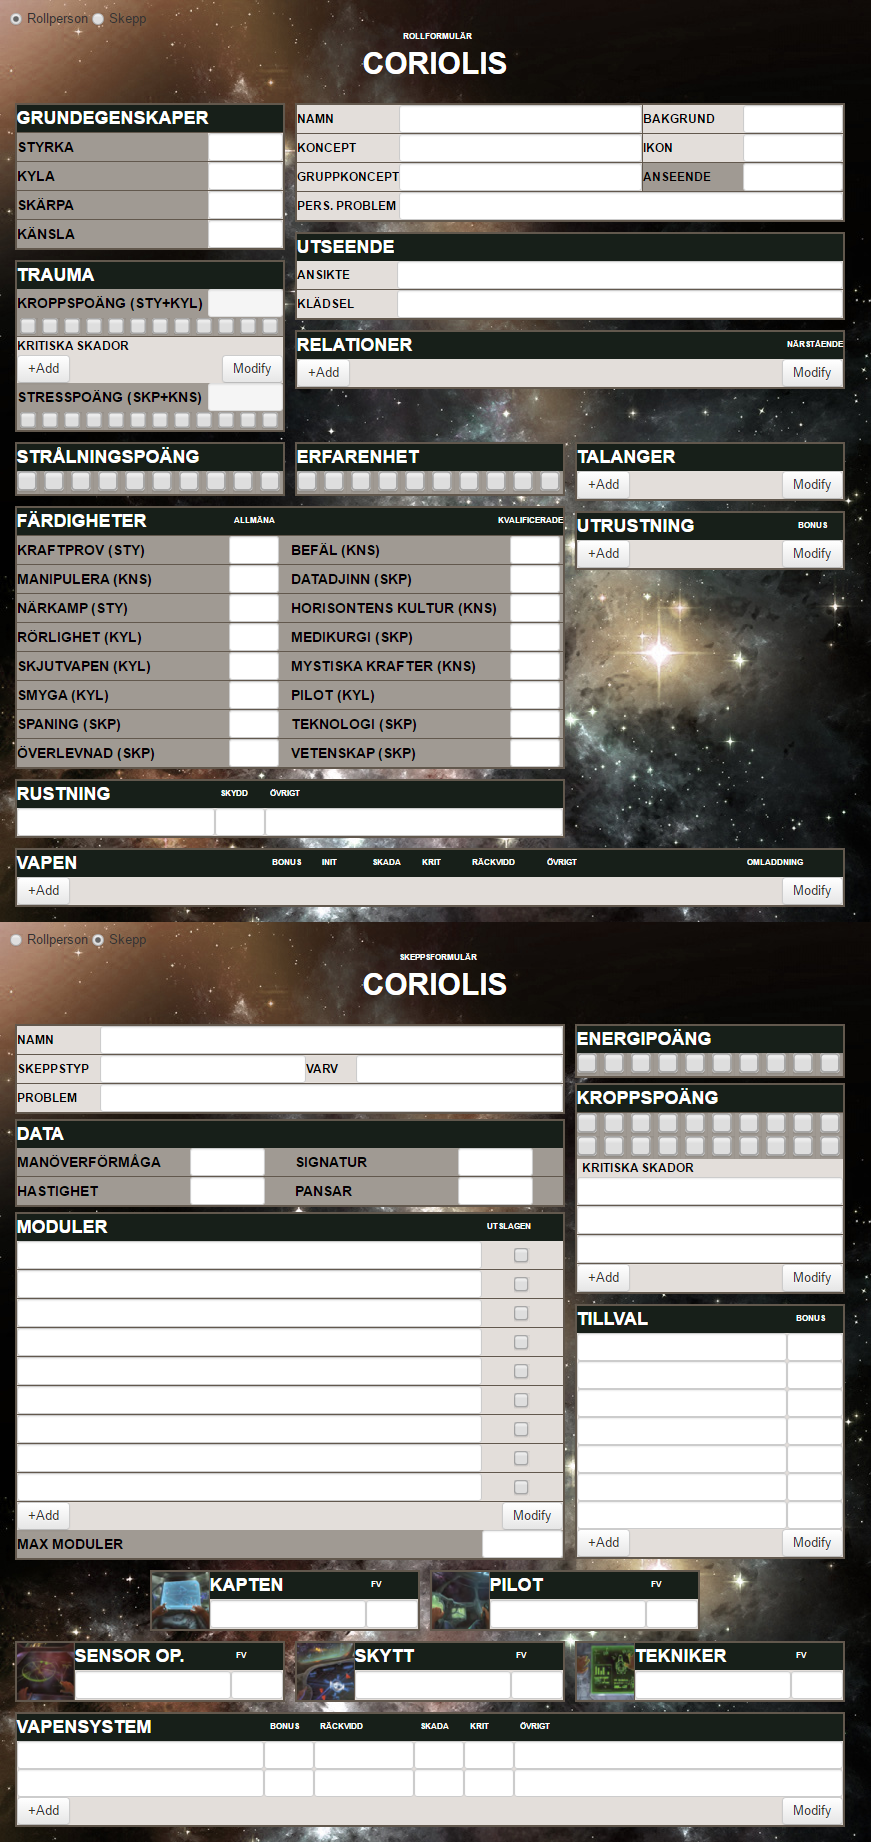 Rollperson Skepp
ROLLFORMULÄR
CORIOLIS
GRUNDEGENSKAPER
STYRKA
KYLA
SKÄRPA
KÄNSLA
NAMN
BAKGRUND
KONCEPT
IKON
GRUPPKONCEPT
ANSEENDE
PERS. PROBLEM
UTSEENDE
ANSIKTE
KLÄDSEL
TRAUMA
KROPPSPOÄNG (STY+KYL)
KRITISKA SKADOR
+Add Modify
STRESSPOÄNG (SKP+KNS)
RELATIONER NÄRSTÅENDE
+Add Modify
STRÅLNINGSPOÄNG
ERFARENHET
TALANGER
+Add Modify
UTRUSTNING BONUS
+Add Modify
FÄRDIGHETER ALLMÄNA KVALIFICERADE
KRAFTPROV (STY) BEFÄL (KNS)
MANIPULERA (KNS) DATADJINN (SKP)
NÄRKAMP (STY) HORISONTENS KULTUR (KNS)
RÖRLIGHET (KYL) MEDIKURGI (SKP)
SKJUTVAPEN (KYL) MYSTISKA KRAFTER (KNS)
SMYGA (KYL) PILOT (KYL)
SPANING (SKP) TEKNOLOGI (SKP)
ÖVERLEVNAD (SKP) VETENSKAP (SKP)
RUSTNING SKYDD ÖVRIGT
VAPEN BONUS INIT SKADA KRIT RÄCKVIDD ÖVRIGT OMLADDNING
+Add Modify
Rollperson Skepp
SKEPPSFORMULÄR
CORIOLIS
NAMN
SKEPPSTYP VARV
PROBLEM
DATA
MANÖVERFÖRMÅGA SIGNATUR
HASTIGHET PANSAR
MODULER UTSLAGEN
+Add Modify
MAX MODULER
ENERGIPOÄNG
KROPPSPOÄNG
KRITISKA SKADOR
+Add Modify
TILLVAL BONUS
+Add Modify
KAPTEN FV
PILOT FV
SENSOR OP. FV
SKYTT FV
TEKNIKER FV
VAPENSYSTEM BONUS RÄCKVIDD SKADA KRIT ÖVRIGT
+Add Modify